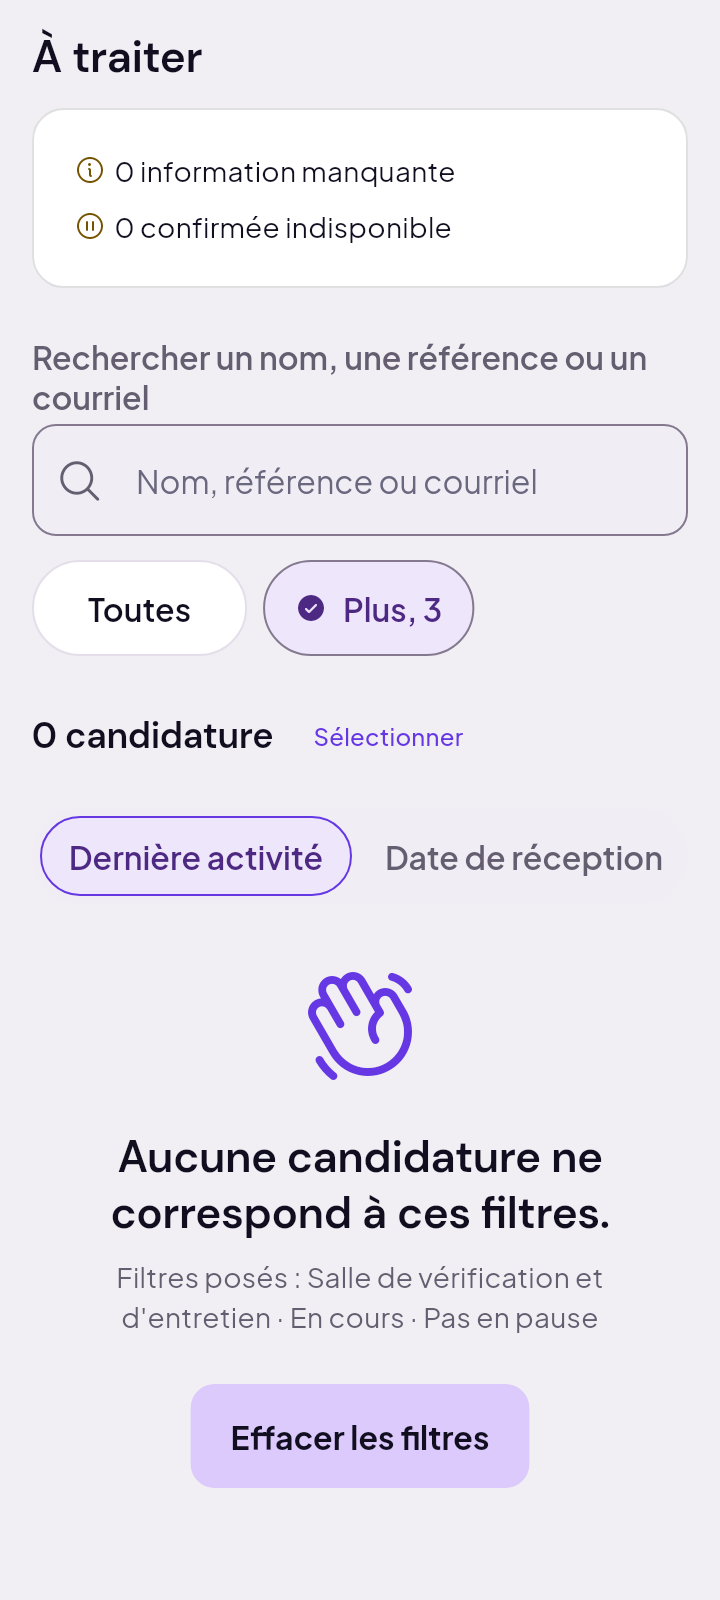 À traiter
0 information manquante
0 confirmée indisponible
Rechercher un nom, une référence ou un
courriel
Nom, référence ou courriel
Toutes
Plus, 3
0 candidature
Sélectionner
Dernière activité
Date de réception
Aucune candidature ne
correspond à ces filtres.
Filtres posés : Salle de vérification et
d'entretien · En cours · Pas en pause
Effacer les filtres